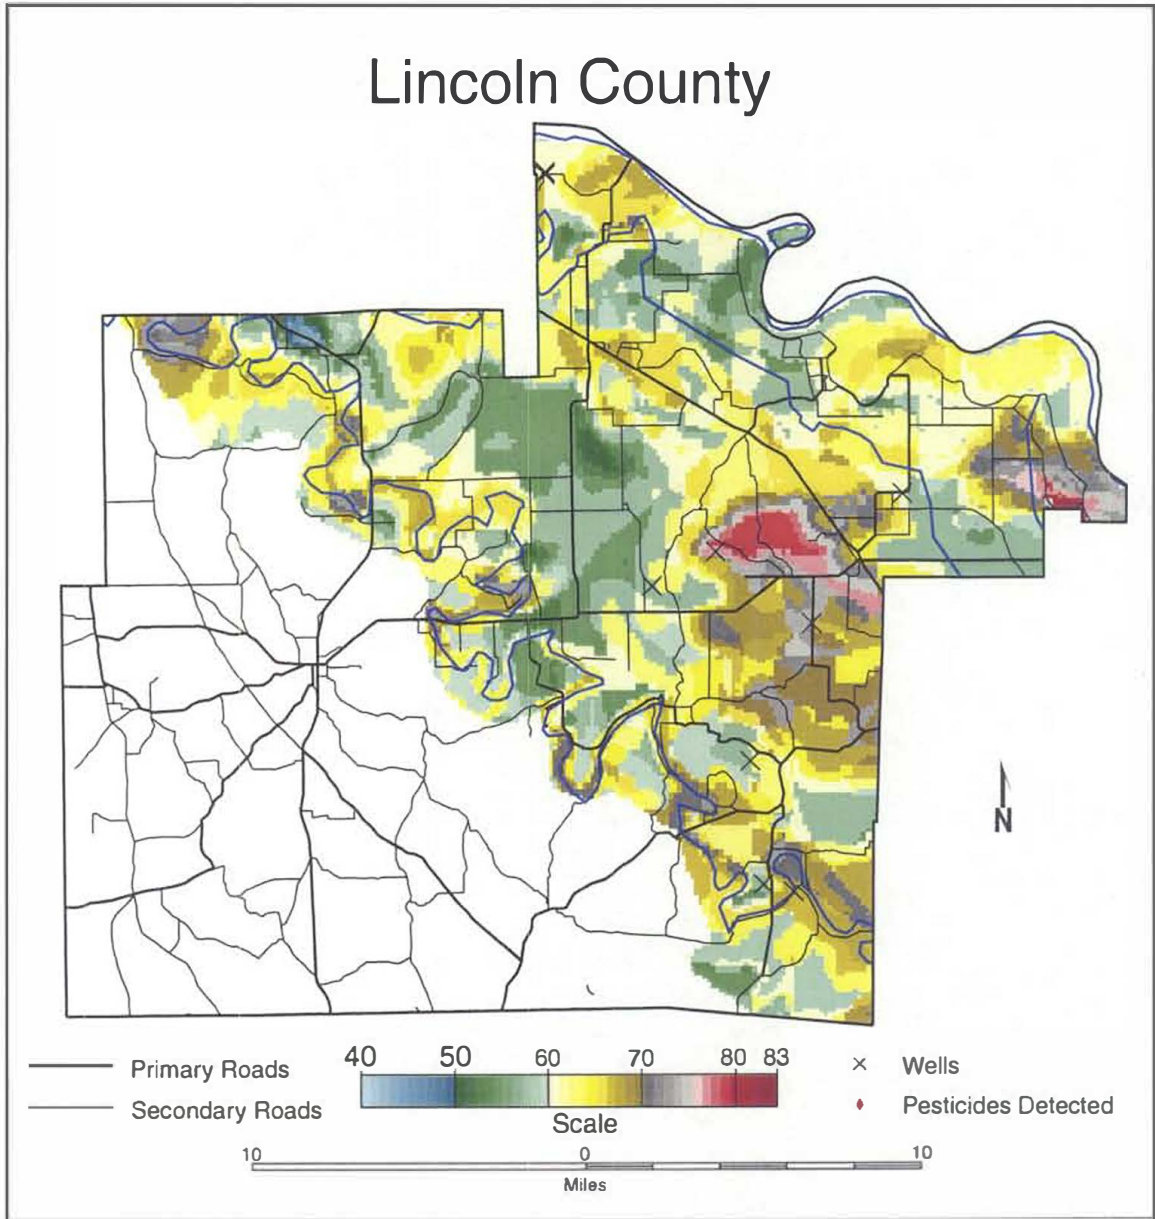 Lincoln County
N
40 50 60 70 80 83
Primary Roads
Secondary Roads
Scale
Wells
Pesticides Detected
10 0 10
Miles